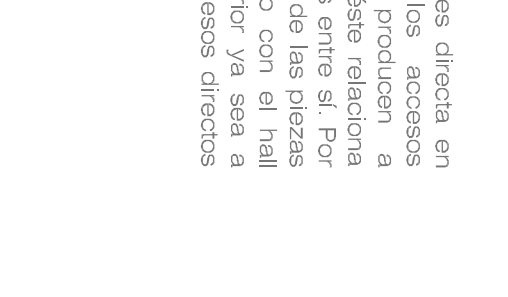 es directa en
los accesos
producen a
éste relaciona
s entre sí. Por
de las piezas
o con el hall
rior ya sea a
esos directos